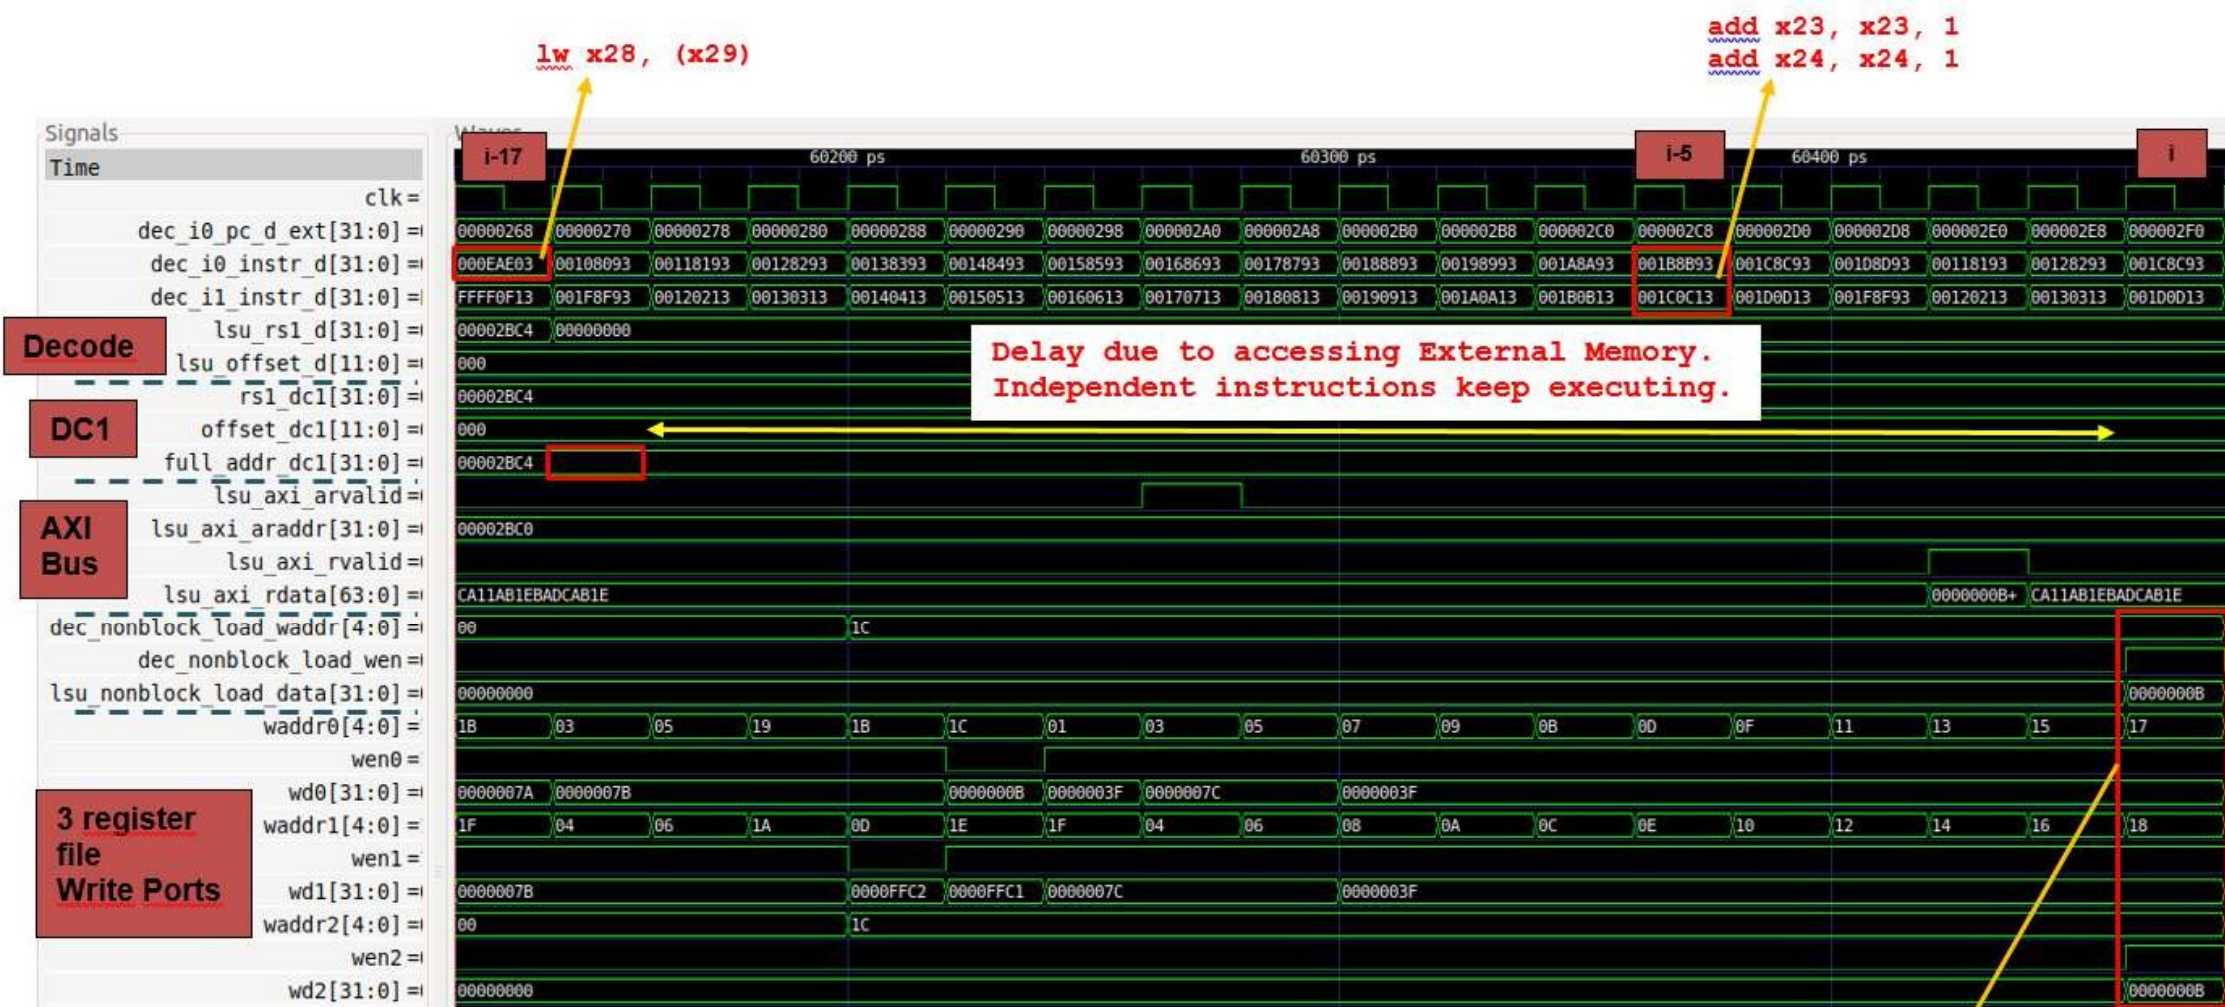 add x23, x23, 1
lw x28, (x29)
add x24, x24, 1
Signals
Waves
i-17
i-5
i
Time
60200 ps
60300 ps
60400 ps
clk =
dec_i0_pc_d_ext[31:0] = 00000268 00000270 00000278 00000280 00000288 00000290 00000298 000002A0 000002A8 000002B0 000002B8 000002C0 000002C8 000002D0 000002D8 000002E0 000002E8 000002F0
dec_i0_instr_d[31:0] = 000EAE03 00108093 00118193 00128293 00138393 00148493 00158593 00168693 00178793 00188893 00198993 001A8A93 001B8B93 001C8C93 001D8D93 00118193 00128293 001C8C93
dec_i1_instr_d[31:0] = FFFF0F13 001F8F93 00120213 00130313 00140413 00150513 00160613 00170713 00180813 00190913 001A0A13 001B0B13 001C0C13 001D0D13 001F8F93 00120213 00130313 001D0D13
lsu_rs1_d[31:0] = 00002BC4 00000000
Decode
lsu_offset_d[11:0] = 000
Delay due to accessing External Memory.
Independent instructions keep executing.
rs1_dc1[31:0] = 00002BC4
DC1
offset_dc1[11:0] = 000
full_addr_dc1[31:0] = 00002BC4
lsu_axi_arvalid =
AXI
Bus
lsu_axi_araddr[31:0] = 00002BC0
lsu_axi_rvalid =
lsu_axi_rdata[63:0] = CA11AB1EBADCAB1E 0000000B+ CA11AB1EBADCAB1E
dec_nonblock_load_waddr[4:0] = 00 1C
dec_nonblock_load_wen =
lsu_nonblock_load_data[31:0] = 00000000 0000000B
waddr0[4:0] = 1B 03 05 19 1B 1C 01 03 05 07 09 0B 0D 0F 11 13 15 17
wen0 =
wd0[31:0] = 0000007A 0000007B 0000000B 0000003F 0000007C 0000003F
3 register
file
Write Ports
waddr1[4:0] = 1F 04 06 1A 0D 1E 1F 04 06 08 0A 0C 0E 10 12 14 16 18
wen1 =
wd1[31:0] = 0000007B 0000FFC2 0000FFC1 0000007C 0000003F
waddr2[4:0] = 00 1C
wen2 =
wd2[31:0] = 00000000 0000000B